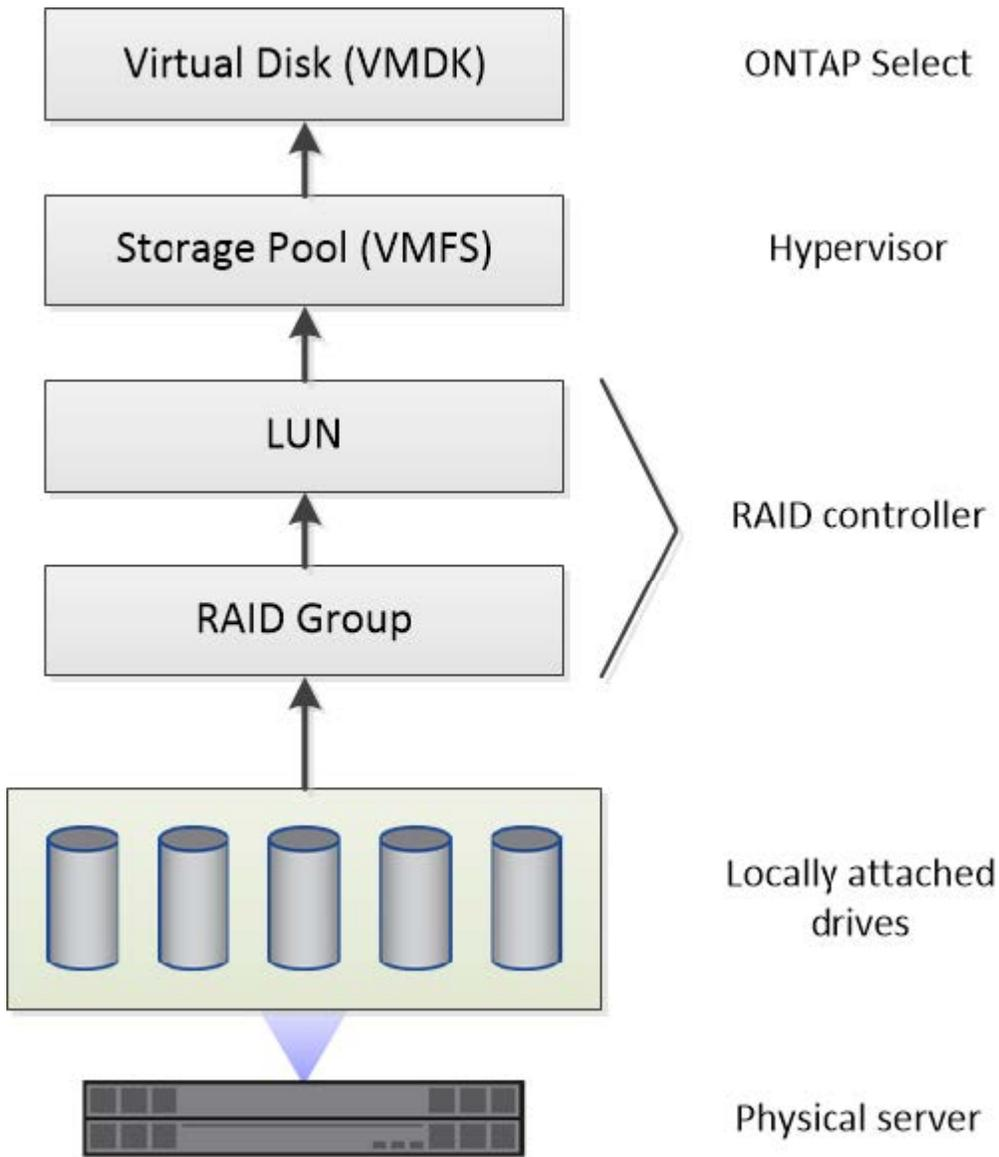 Virtual Disk (VMDK)
ONTAP Select
Storage Pool (VMFS)
Hypervisor
LUN
RAID controller
RAID Group
Locally attached
drives
Physical server